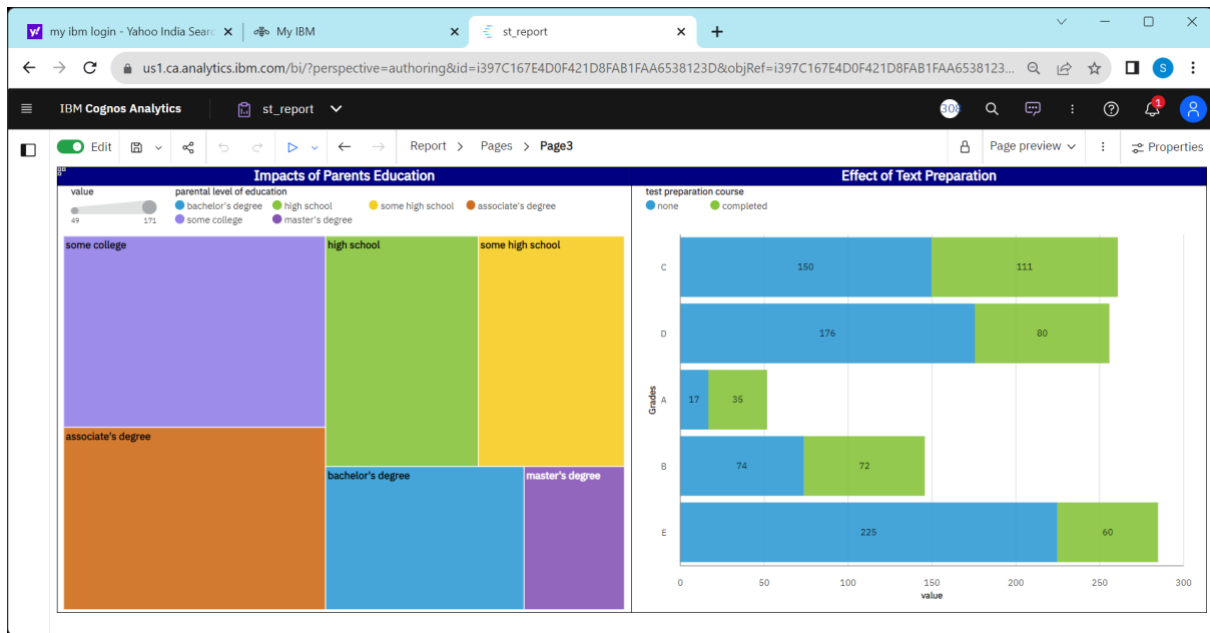 my ibm login - Yahoo India Searc
My IBM
st_report
us1.ca.analytics.ibm.com/bi/?perspective=authoring&id=i397C167E4D0F421D8FAB1FAA6538123D&objRef=i397C167E4D0F421D8FAB1FAA6538123...
S
IBM Cognos Analytics
st_report
308
1
Edit
Report > Pages > Page3
Page preview
Properties
Impacts of Parents Education
value
49 171
parental level of education
bachelor's degree high school some high school associate's degree
some college master's degree
some college
high school
some high school
associate's degree
bachelor's degree
master's degree
Effect of Text Preparation
test preparation course
none completed
Grades
C 150 111
D 176 80
A 17 35
B 74 72
E 225 60
0 50 100 150 200 250 300
value